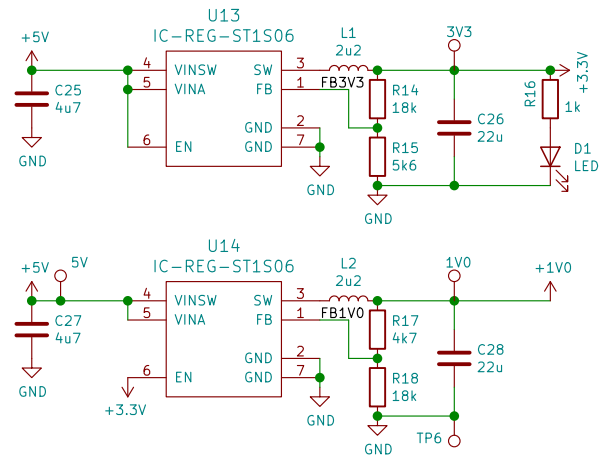 U13
IC-REG-ST1S06
+5V
4 VINSW SW 3
5 VINA FB 1
GND 2
6 EN GND 7
C25
4u7
GND
GND
L1
2u2
FB3V3
R14
18k
R15
5k6
GND
3V3
C26
22u
+3.3V
R16
1k
D1
LED
U14
IC-REG-ST1S06
+5V
5V
4 VINSW SW 3
5 VINA FB 1
GND 2
6 EN GND 7
C27
4u7
GND
+3.3V
GND
L2
2u2
FB1V0
R17
4k7
R18
18k
GND
1V0
C28
22u
TP6
+1V0